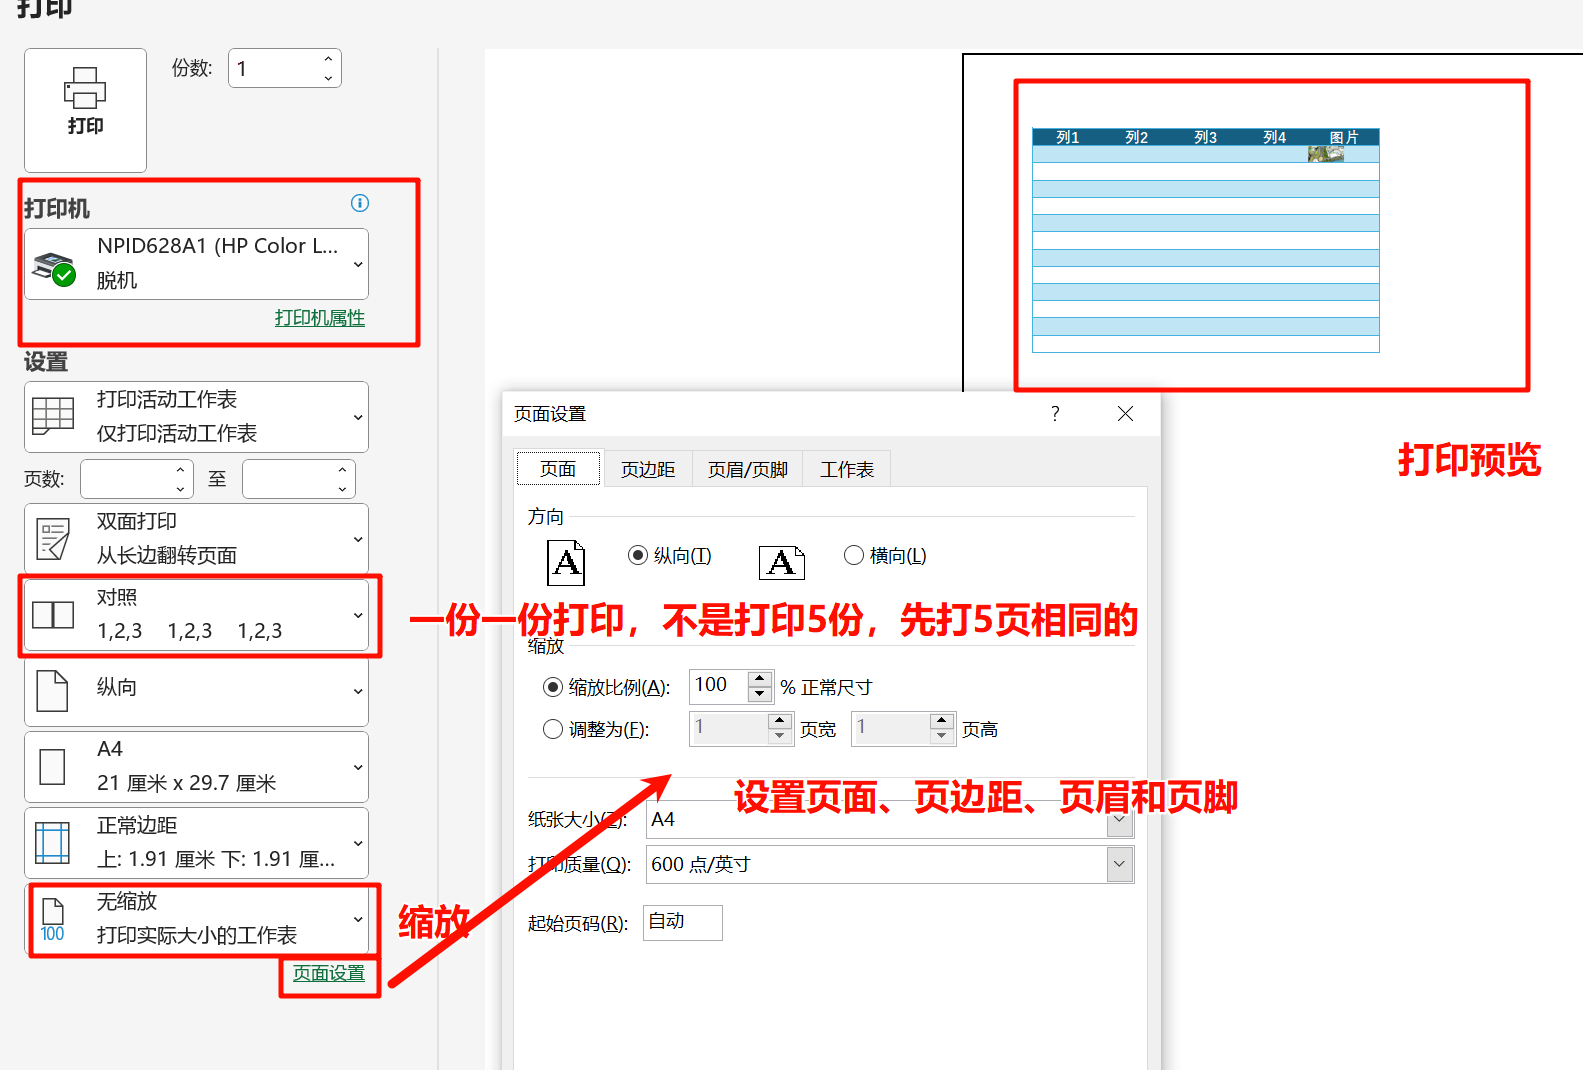 打印
打印
份数:
1
打印机
NPID628A1 (HP Color L...
脱机
打印机属性
设置
打印活动工作表
仅打印活动工作表
页数:
至
双面打印
从长边翻转页面
对照
1,2,3 1,2,3 1,2,3
纵向
A4
21 厘米 x 29.7 厘米
正常边距
上: 1.91 厘米 下: 1.91 厘...
无缩放
100
打印实际大小的工作表
页面设置
缩放
列1 列2 列3 列4 图片
打印预览
页面设置
?
页面 页边距 页眉/页脚 工作表
方向
A 纵向(T) A 横向(L)
一份一份打印，不是打印5份，先打5页相同的
缩放
缩放比例(A): 100 % 正常尺寸
调整为(F): 1 页宽 1 页高
设置页面、页边距、页眉和页脚
纸张大小(Z): A4
打印质量(Q): 600 点/英寸
起始页码(R): 自动